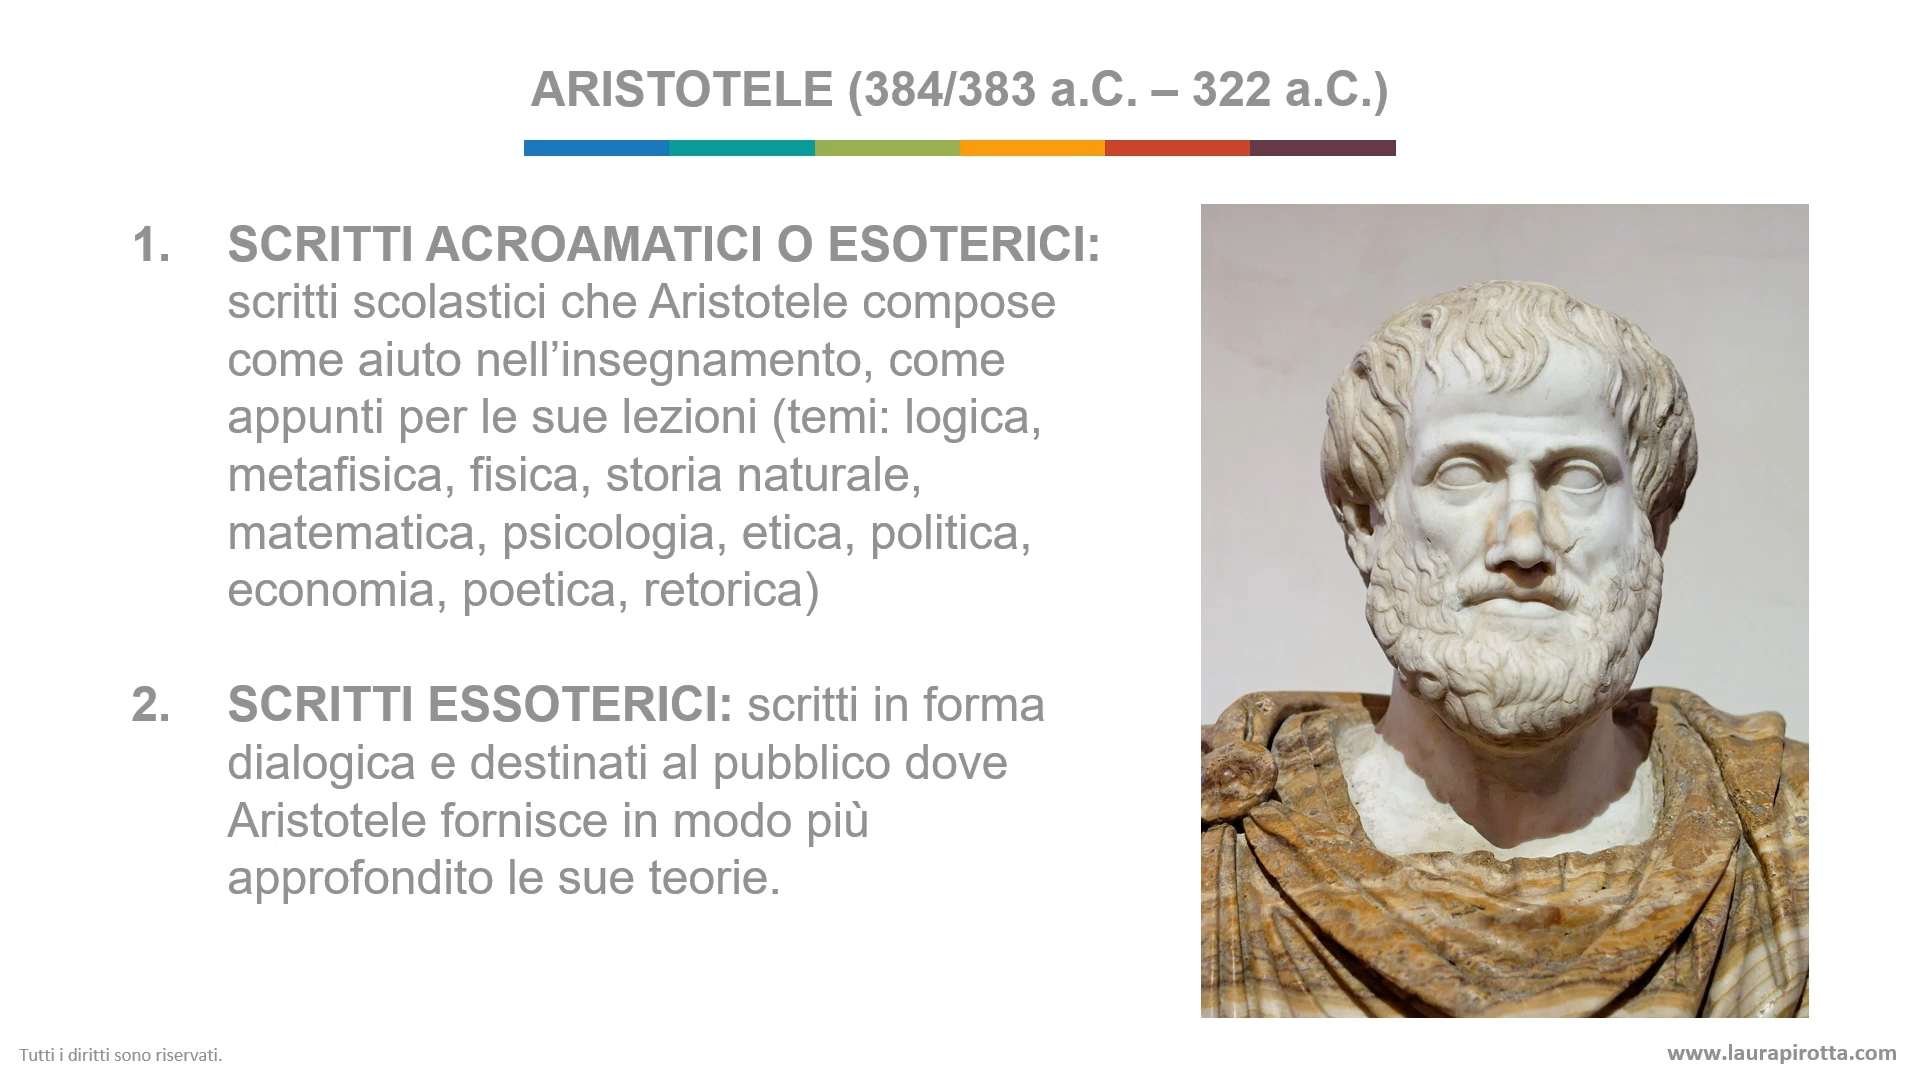 ARISTOTELE (384/383 a.C. – 322 a.C.)
1. SCRITTI ACROAMATICI O ESOTERICI:
scritti scolastici che Aristotele compose
come aiuto nell’insegnamento, come
appunti per le sue lezioni (temi: logica,
metafisica, fisica, storia naturale,
matematica, psicologia, etica, politica,
economia, poetica, retorica)
2. SCRITTI ESSOTERICI: scritti in forma
dialogica e destinati al pubblico dove
Aristotele fornisce in modo più
approfondito le sue teorie.
Tutti i diritti sono riservati.
www.laurapirotta.com